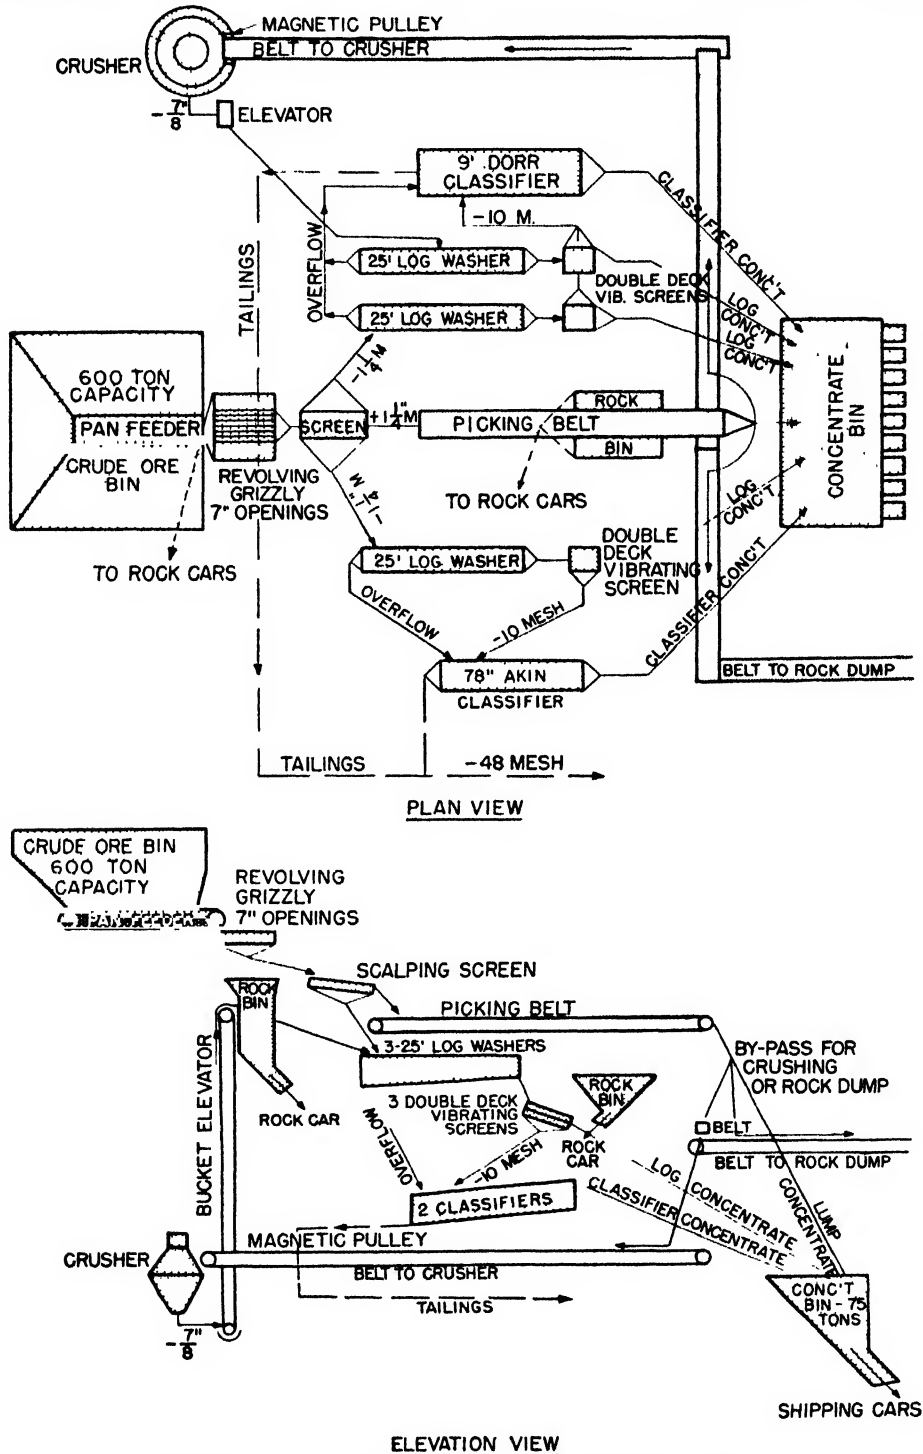 MAGNETIC PULLEY
BELT TO CRUSHER
CRUSHER
-7/8"
ELEVATOR
9' DORR
CLASSIFIER
CLASSIFIER CONC'T
-10 M.
TAILINGS
OVERFLOW
25' LOG WASHER
DOUBLE DECK
VIB. SCREENS
LOG
CONC'T
25' LOG WASHER
LOG
CONC'T
-1 1/4" M
600 TON
CAPACITY
PAN FEEDER
CRUDE ORE
BIN
SCREEN
+1 1/4" M
ROCK
PICKING BELT
BIN
CONCENTRATE
BIN
REVOLVING
GRIZZLY
7" OPENINGS
-1 1/4" M
TO ROCK CARS
LOG
CONC'T
TO ROCK CARS
25' LOG WASHER
DOUBLE
DECK
VIBRATING
SCREEN
OVERFLOW
-10 MESH
CLASSIFIER CONC'T
78" AKIN
CLASSIFIER
BELT TO ROCK DUMP
TAILINGS
-48 MESH
PLAN VIEW
CRUDE ORE BIN
600 TON
CAPACITY
PAN FEEDER
REVOLVING
GRIZZLY
7" OPENINGS
SCALPING SCREEN
ROCK
BIN
PICKING BELT
3-25' LOG WASHERS
BY-PASS FOR
CRUSHING
OR ROCK DUMP
BUCKET ELEVATOR
ROCK CAR
3 DOUBLE DECK
VIBRATING
SCREENS
ROCK
BIN
BELT
OVERFLOW
-10 MESH
ROCK
CAR
BELT TO ROCK DUMP
LOG CONCENTRATE
CLASSIFIER CONCENTRATE
LUMP
CONCENTRATE
2 CLASSIFIERS
MAGNETIC PULLEY
CRUSHER
BELT TO CRUSHER
TAILINGS
-7/8"
CONC'T
BIN - 75
TONS
SHIPPING CARS
ELEVATION VIEW